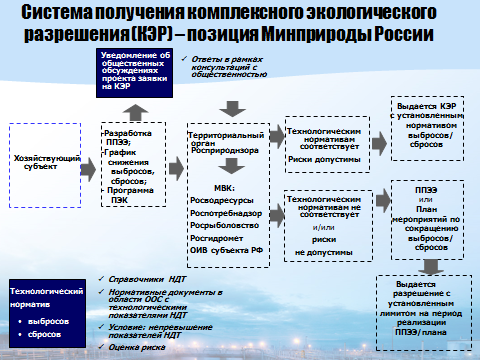 Система получения комплексного экологического
разрешения (КЭР) – позиция Минприроды России
Уведомление об
общественных
обсуждениях
проекта заявки
на КЭР
✓ Ответы в рамках
консультаций с
общественностью
Хозяйствующий
субъект
-Разработка
ППЭЭ;
-График
снижения
выбросов,
сбросов;
-Программа
ПЭК
Территориальный
орган
Росприроднзора
МВК:
Росводресурсы
Роспотребнадзор
Росрыболовство
Росгидромет
ОИВ субъекта РФ
Технологическим
нормативам
соответствует
Риски допустимы
Выдается КЭР
с установленным
нормативом
выбросов/
сбросов
Технологическим
нормативам не
соответствует
и/или
риски
не допустимы
ППЭЭ
или
План
мероприятий по
сокращению
выбросов/
сбросов
Выдается
разрешение с
установленным
лимитом на период
реализации
ППЭЭ/плана
Технологический
норматив
• выбросов
• сбросов
✓ Справочники НДТ
✓ Нормативные документы в
области ООС с
технологическими
показателями НДТ
✓ Условие: непревышение
показателей НДТ
✓ Оценка риска